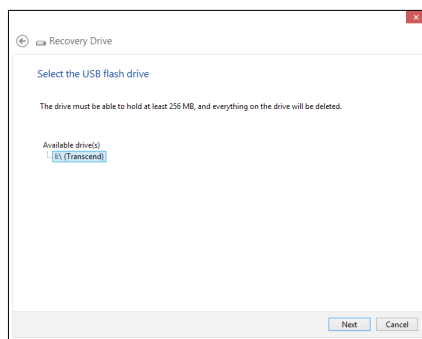 Recovery Drive
Select the USB flash drive
The drive must be able to hold at least 256 MB, and everything on the drive will be deleted.
Available drive(s)
I:\ (Transcend)
Next Cancel